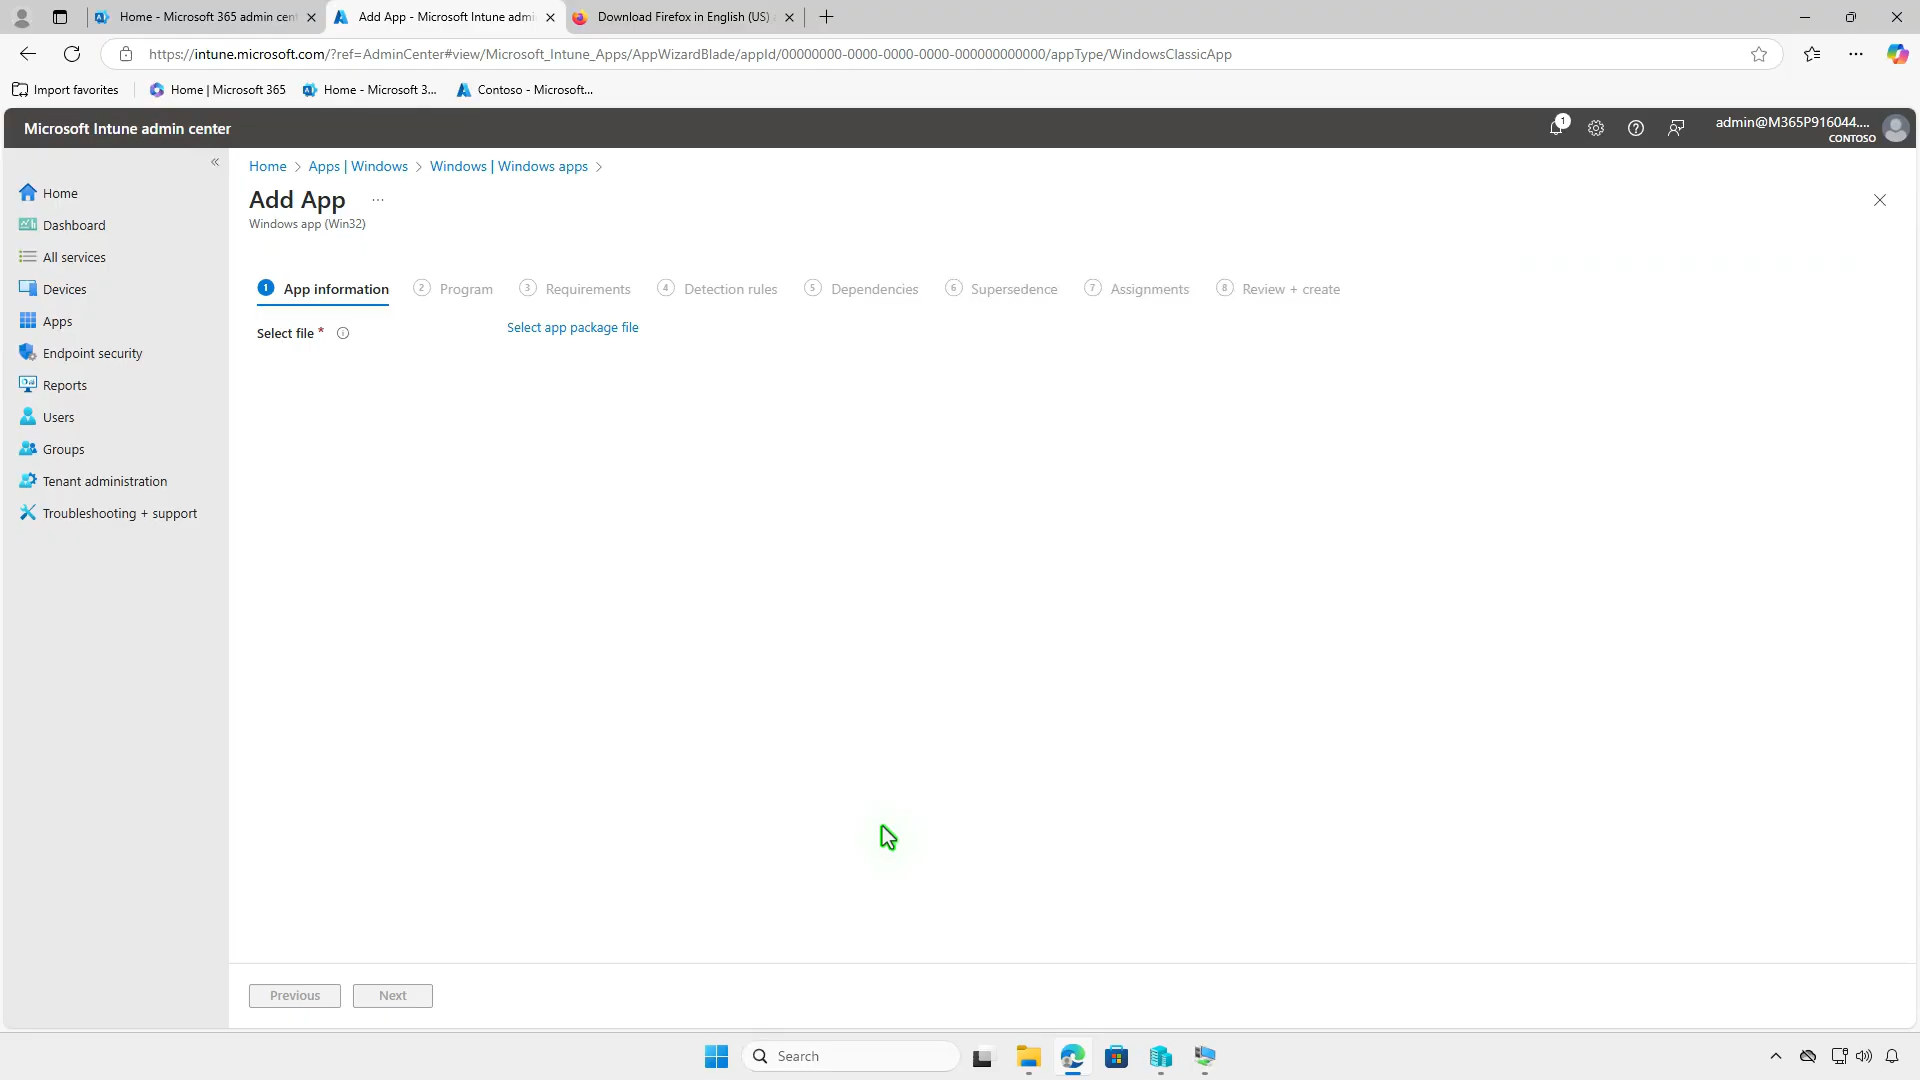 Home - Microsoft 365 admin cen
Add App - Microsoft Intune admi
Download Firefox in English (US)
https://intune.microsoft.com/?ref=AdminCenter#view/Microsoft_Intune_Apps/AppWizardBlade/appId/00000000-0000-0000-0000-000000000000/appType/WindowsClassicApp
Import favorites
Home | Microsoft 365
Home - Microsoft 3...
Contoso - Microsoft...
Microsoft Intune admin center
1
admin@M365P916044....
CONTOSO
Home
Dashboard
All services
Devices
Apps
Endpoint security
Reports
Users
Groups
Tenant administration
Troubleshooting + support
Home > Apps | Windows > Windows | Windows apps >
Add App ...
Windows app (Win32)
1 App information
2 Program
3 Requirements
4 Detection rules
5 Dependencies
6 Supersedence
7 Assignments
8 Review + create
Select file *
Select app package file
Previous
Next
Search